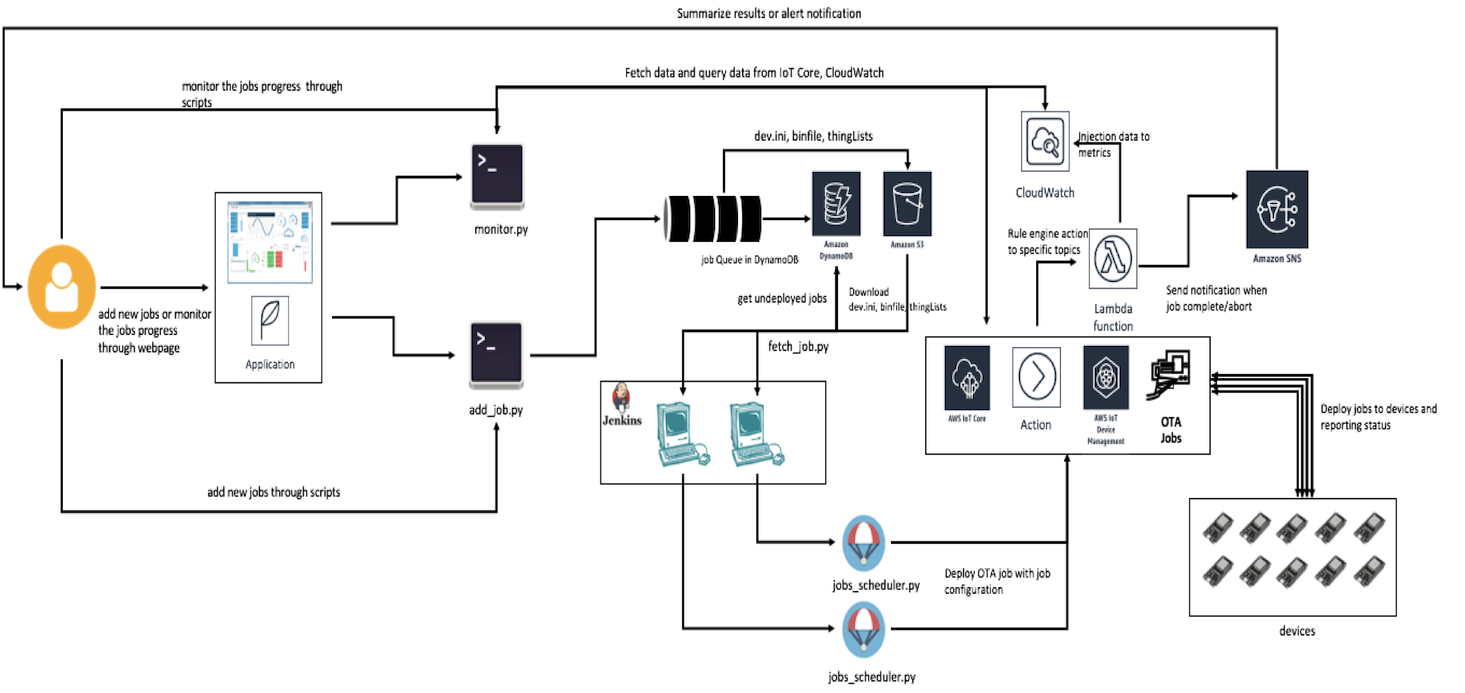 Summarize results or alert notification
Fetch data and query data from IoT Core, CloudWatch
monitor the jobs progress through
scripts
dev.ini, binfile, thingLists
Injection data to
metrics
CloudWatch
monitor.py
job Queue in DynamoDB
Amazon
DynamoDB
Amazon S3
Rule engine action
to specific topics
Amazon SNS
Lambda
function
Send notification when
job complete/abort
get undeployed jobs
Download
dev.ini, binfile, thingLists
add new jobs or monitor
the jobs progress
through webpage
Application
fetch_job.py
add_job.py
Jenkins
AWS IoT Core
Action
AWS IoT
Device
Management
OTA
Jobs
Deploy jobs to devices and
reporting status
add new jobs through scripts
jobs_scheduler.py
Deploy OTA job with job
configuration
devices
jobs_scheduler.py